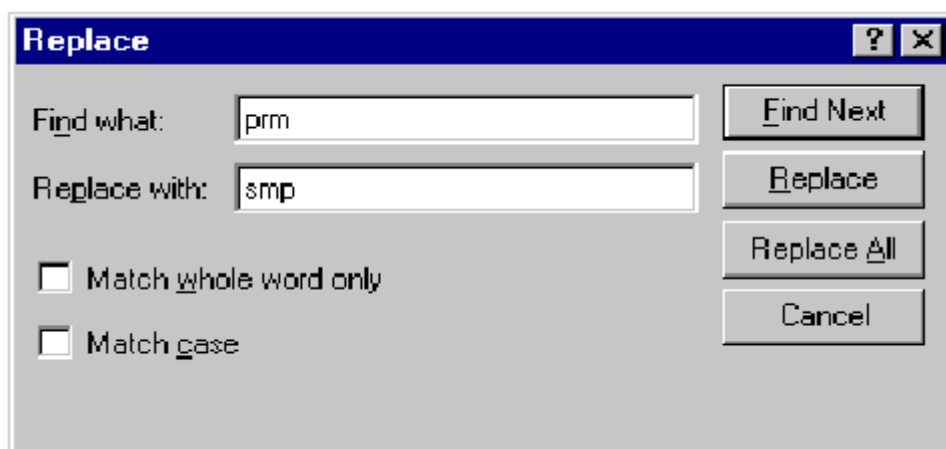 Replace ? ×
Find what: prm Find Next
Replace with: smp Replace
Match whole word only Replace All
Match case Cancel